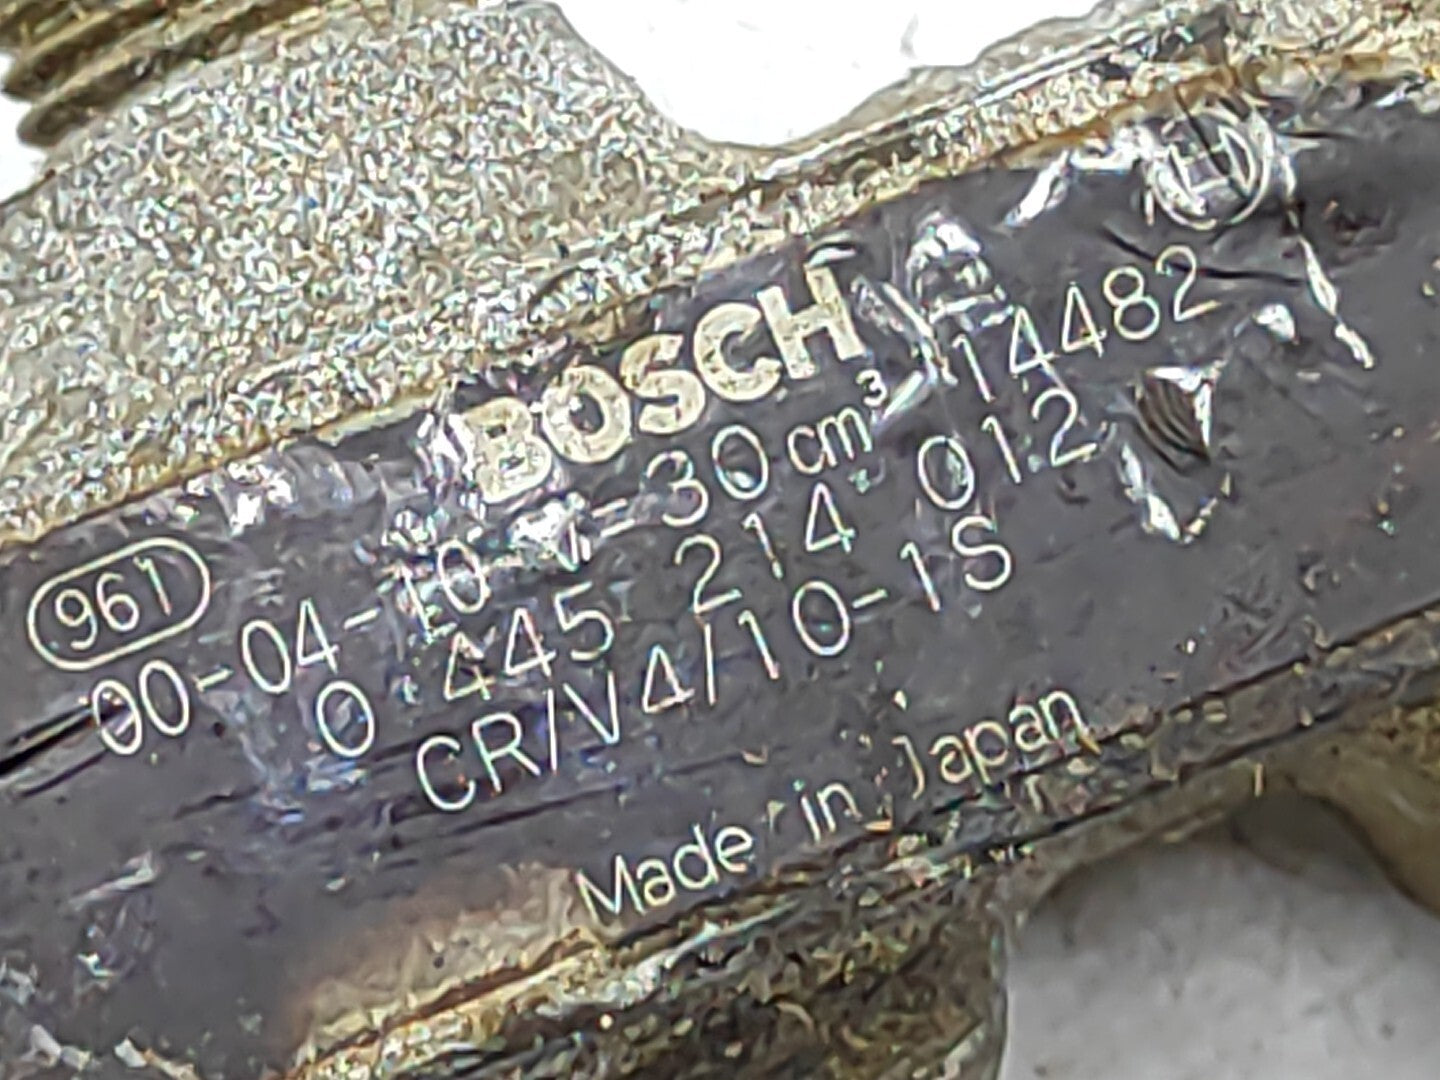 BOSCH
961
00-04-10 V=30 cm³ 14482
0 445 214 012
CR/V4/10-1S
Made in Japan